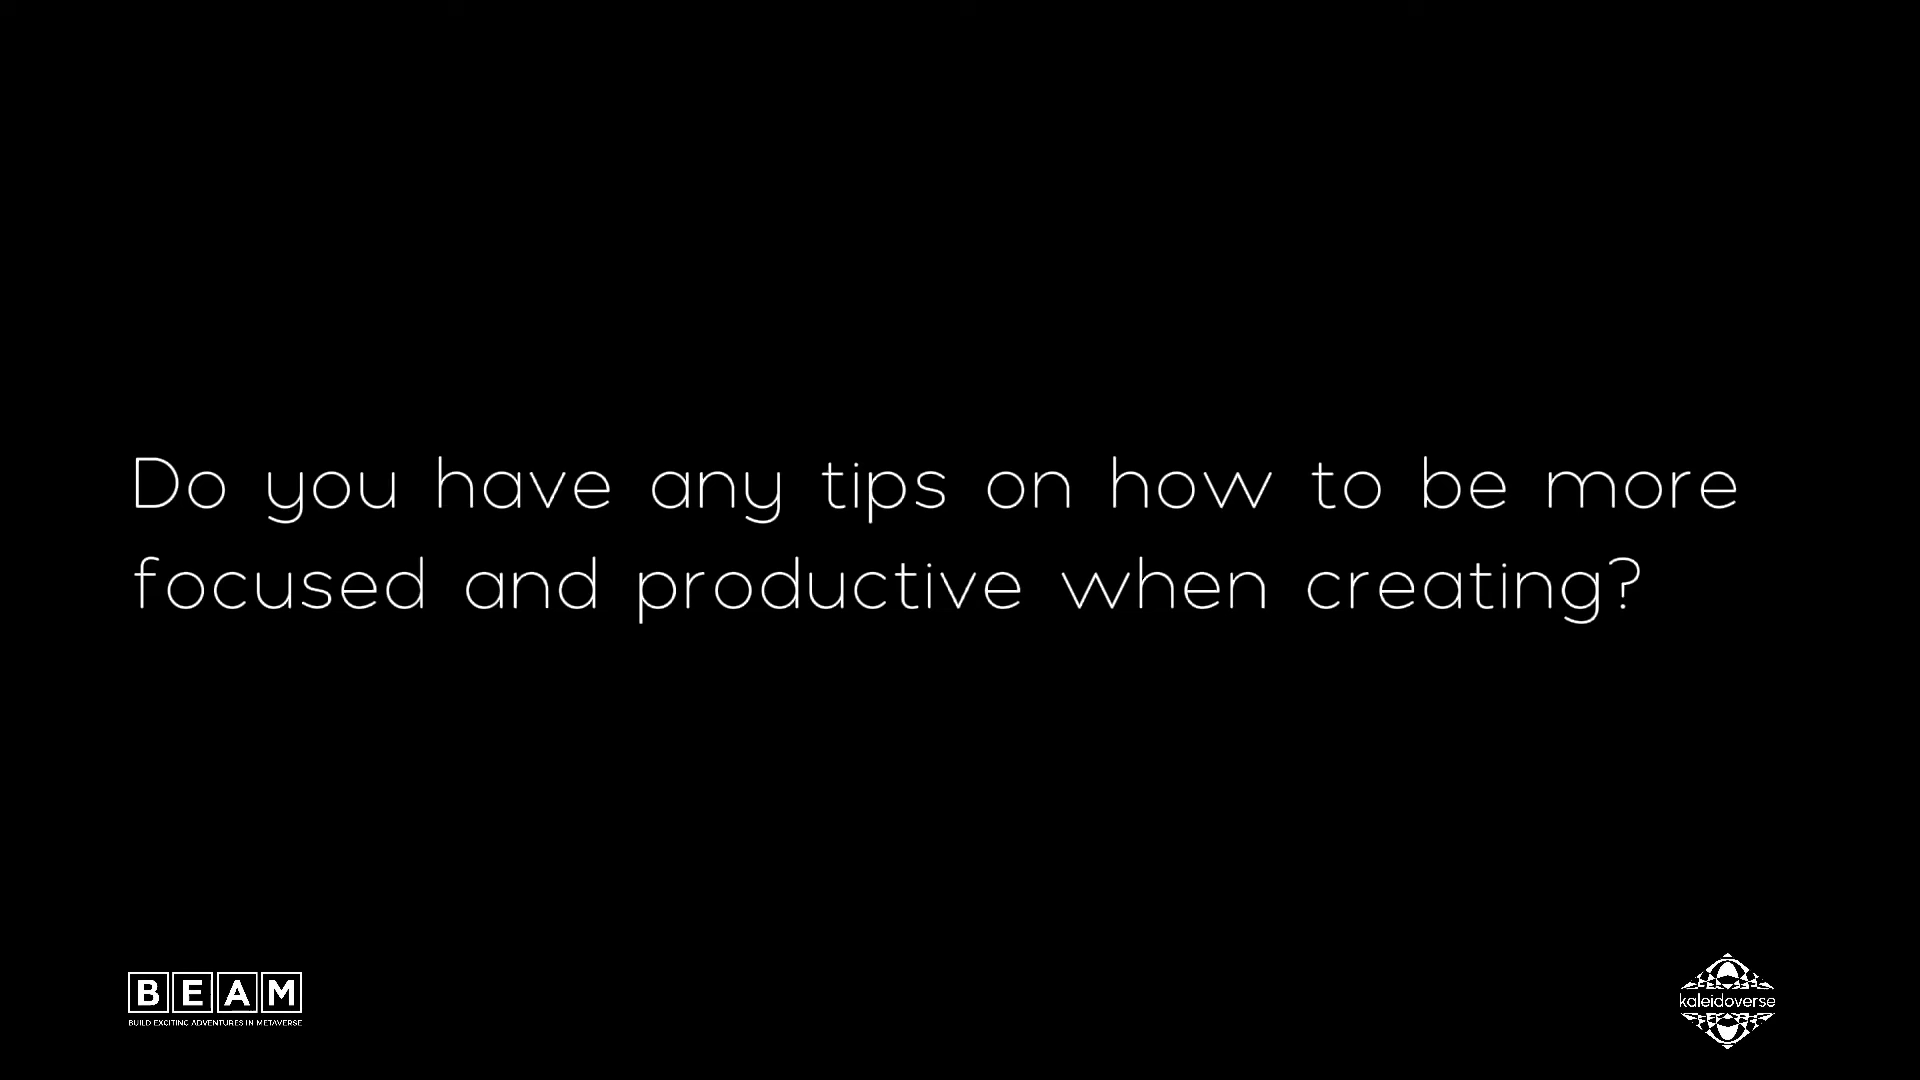 Do you have any tips on how to be more
focused and productive when creating?
BEAM
BUILD EXCITING ADVENTURES IN METAVERSE
kaleidoverse